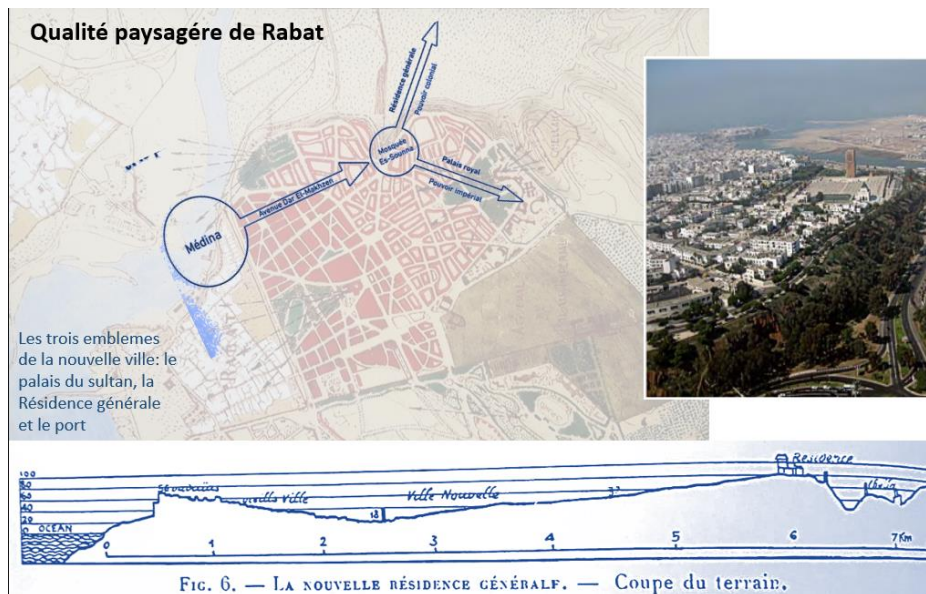 Qualité paysagére de Rabat
Résidence générale
Pouvoir colonial
Mosquée
Es-Sounna
Palais royal
Pouvoir impérial
Avenue Dar El-Makhzen
Médina
Les trois emblemes
de la nouvelle ville: le
palais du sultan, la
Résidence générale
et le port
100
80
60
40
20
0
OCEAN
Vieille Ville
18
Ville Nouvelle
37
Résidence
0 1 2 3 4 5 6 7 Km
FIG. 6. — LA NOUVELLE RÉSIDENCE GÉNÉRALE. — Coupe du terrain.